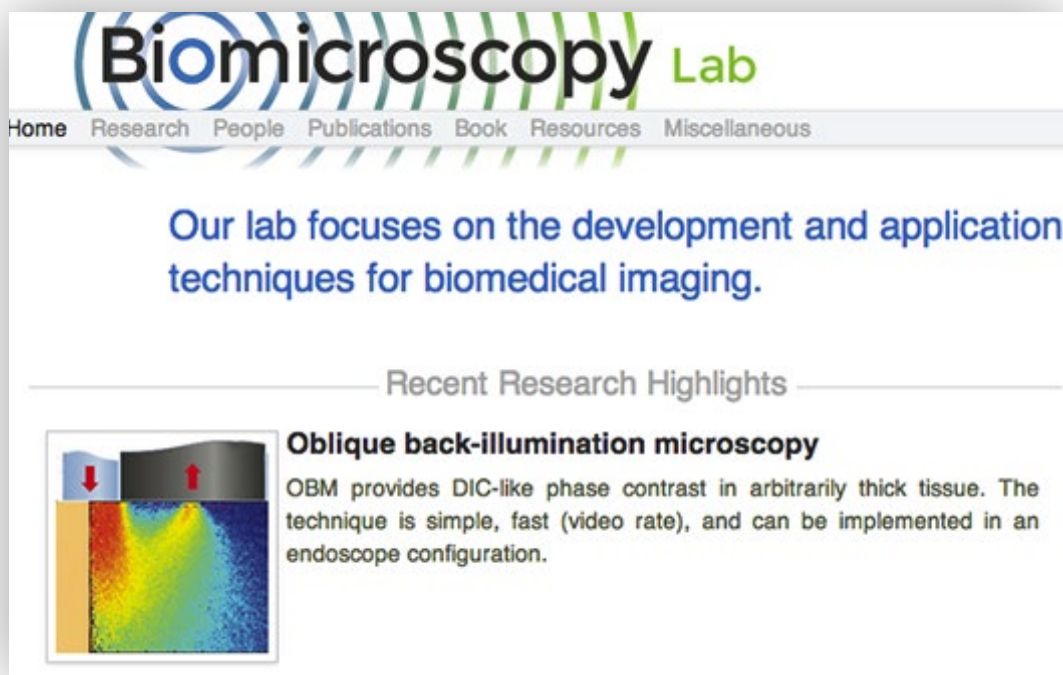 Biomicroscopy Lab
Home Research People Publications Book Resources Miscellaneous
Our lab focuses on the development and application
techniques for biomedical imaging.
Recent Research Highlights
Oblique back-illumination microscopy
OBM provides DIC-like phase contrast in arbitrarily thick tissue. The
technique is simple, fast (video rate), and can be implemented in an
endoscope configuration.